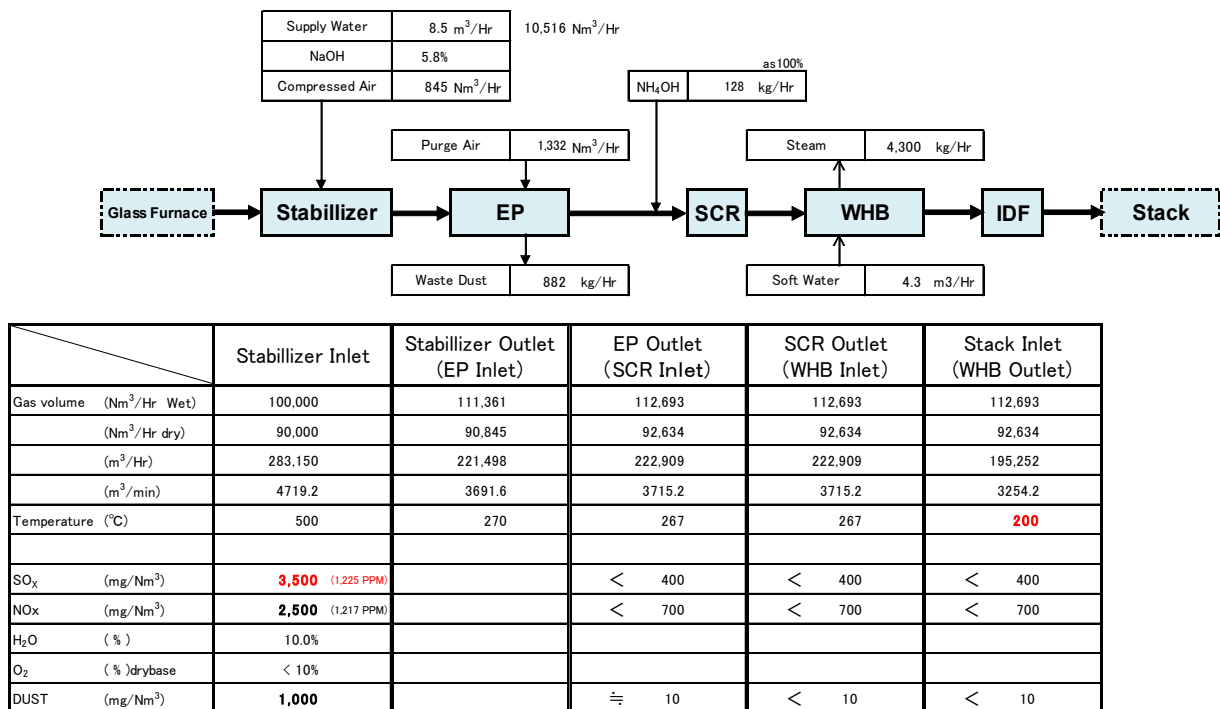 Supply Water 8.5 m³/Hr 10,516 Nm³/Hr
NaOH 5.8%
Compressed Air 845 Nm³/Hr
as100%
NH₄OH 128 kg/Hr
Purge Air 1,332 Nm³/Hr
Steam 4,300 kg/Hr
Glass Furnace Stabillizer EP SCR WHB IDF Stack
Waste Dust 882 kg/Hr
Soft Water 4.3 m3/Hr
Stabillizer Inlet Stabillizer Outlet (EP Inlet) EP Outlet (SCR Inlet) SCR Outlet (WHB Inlet) Stack Inlet (WHB Outlet)
Gas volume (Nm³/Hr Wet) 100,000 111,361 112,693 112,693 112,693
(Nm³/Hr dry) 90,000 90,845 92,634 92,634 92,634
(m³/Hr) 283,150 221,498 222,909 222,909 195,252
(m³/min) 4719.2 3691.6 3715.2 3715.2 3254.2
Temperature (℃) 500 270 267 267 200
SOX (mg/Nm³) 3,500 (1,225 PPM) < 400 < 400 < 400
NOx (mg/Nm³) 2,500 (1,217 PPM) < 700 < 700 < 700
H₂O ( % ) 10.0%
O₂ ( % )drybase < 10%
DUST (mg/Nm³) 1,000 ≒ 10 < 10 < 10